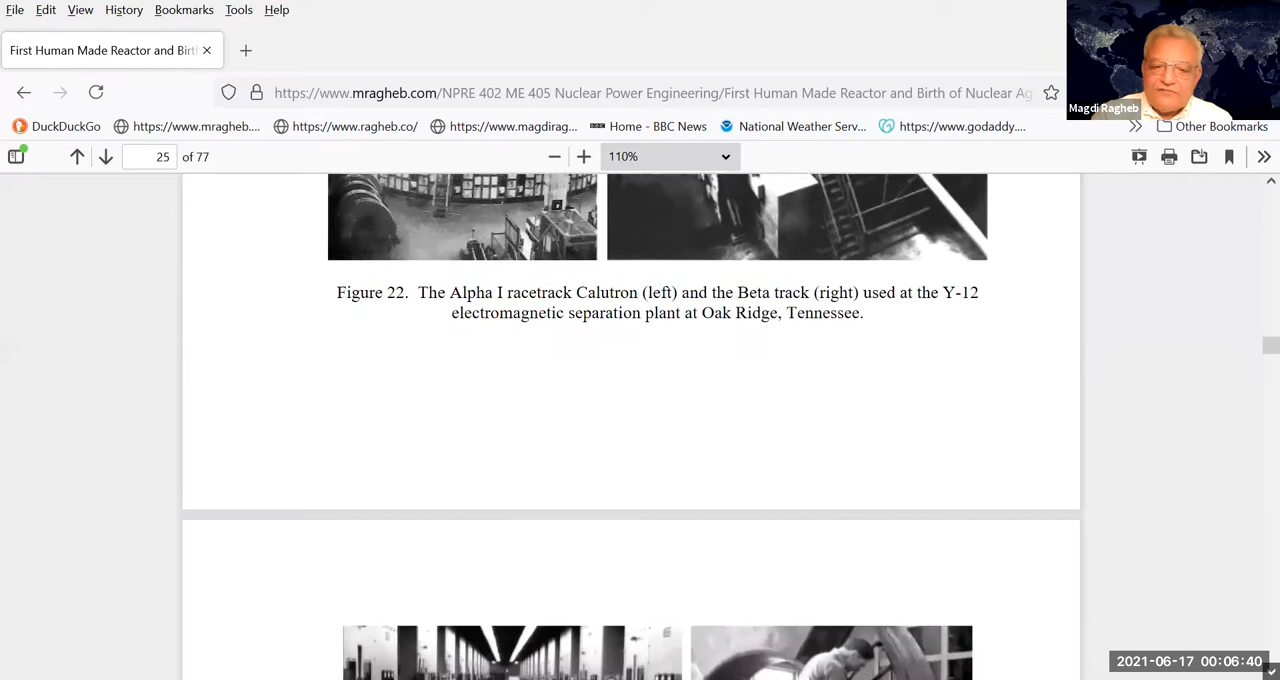 File Edit View History Bookmarks Tools Help
First Human Made Reactor and Birt
https://www.mragheb.com/NPRE 402 ME 405 Nuclear Power Engineering/First Human Made Reactor and Birth of Nuclear Ag
Magdi Ragheb
DuckDuckGo https://www.mragheb.... https://www.ragheb.co/ https://www.magdirag... BBC Home - BBC News National Weather Serv... https://www.godaddy.... Other Bookmarks
25 of 77 110%
Figure 22. The Alpha I racetrack Calutron (left) and the Beta track (right) used at the Y-12
electromagnetic separation plant at Oak Ridge, Tennessee.
2021-06-17 00:06:40